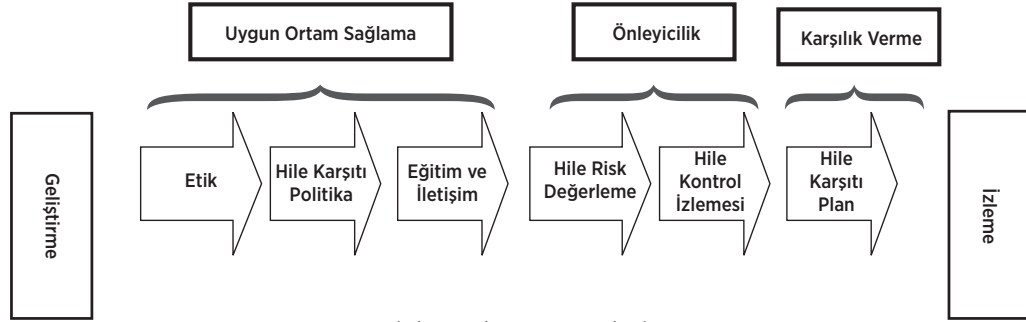 Uygun Ortam Sağlama
Önleyicilik
Karşılık Verme
Geliştirme
Etik
Hile Karşıtı
Politika
Eğitim ve
İletişim
Hile Risk
Değerleme
Hile
Kontrol
İzlemesi
Hile
Karşıtı
Plan
İzleme